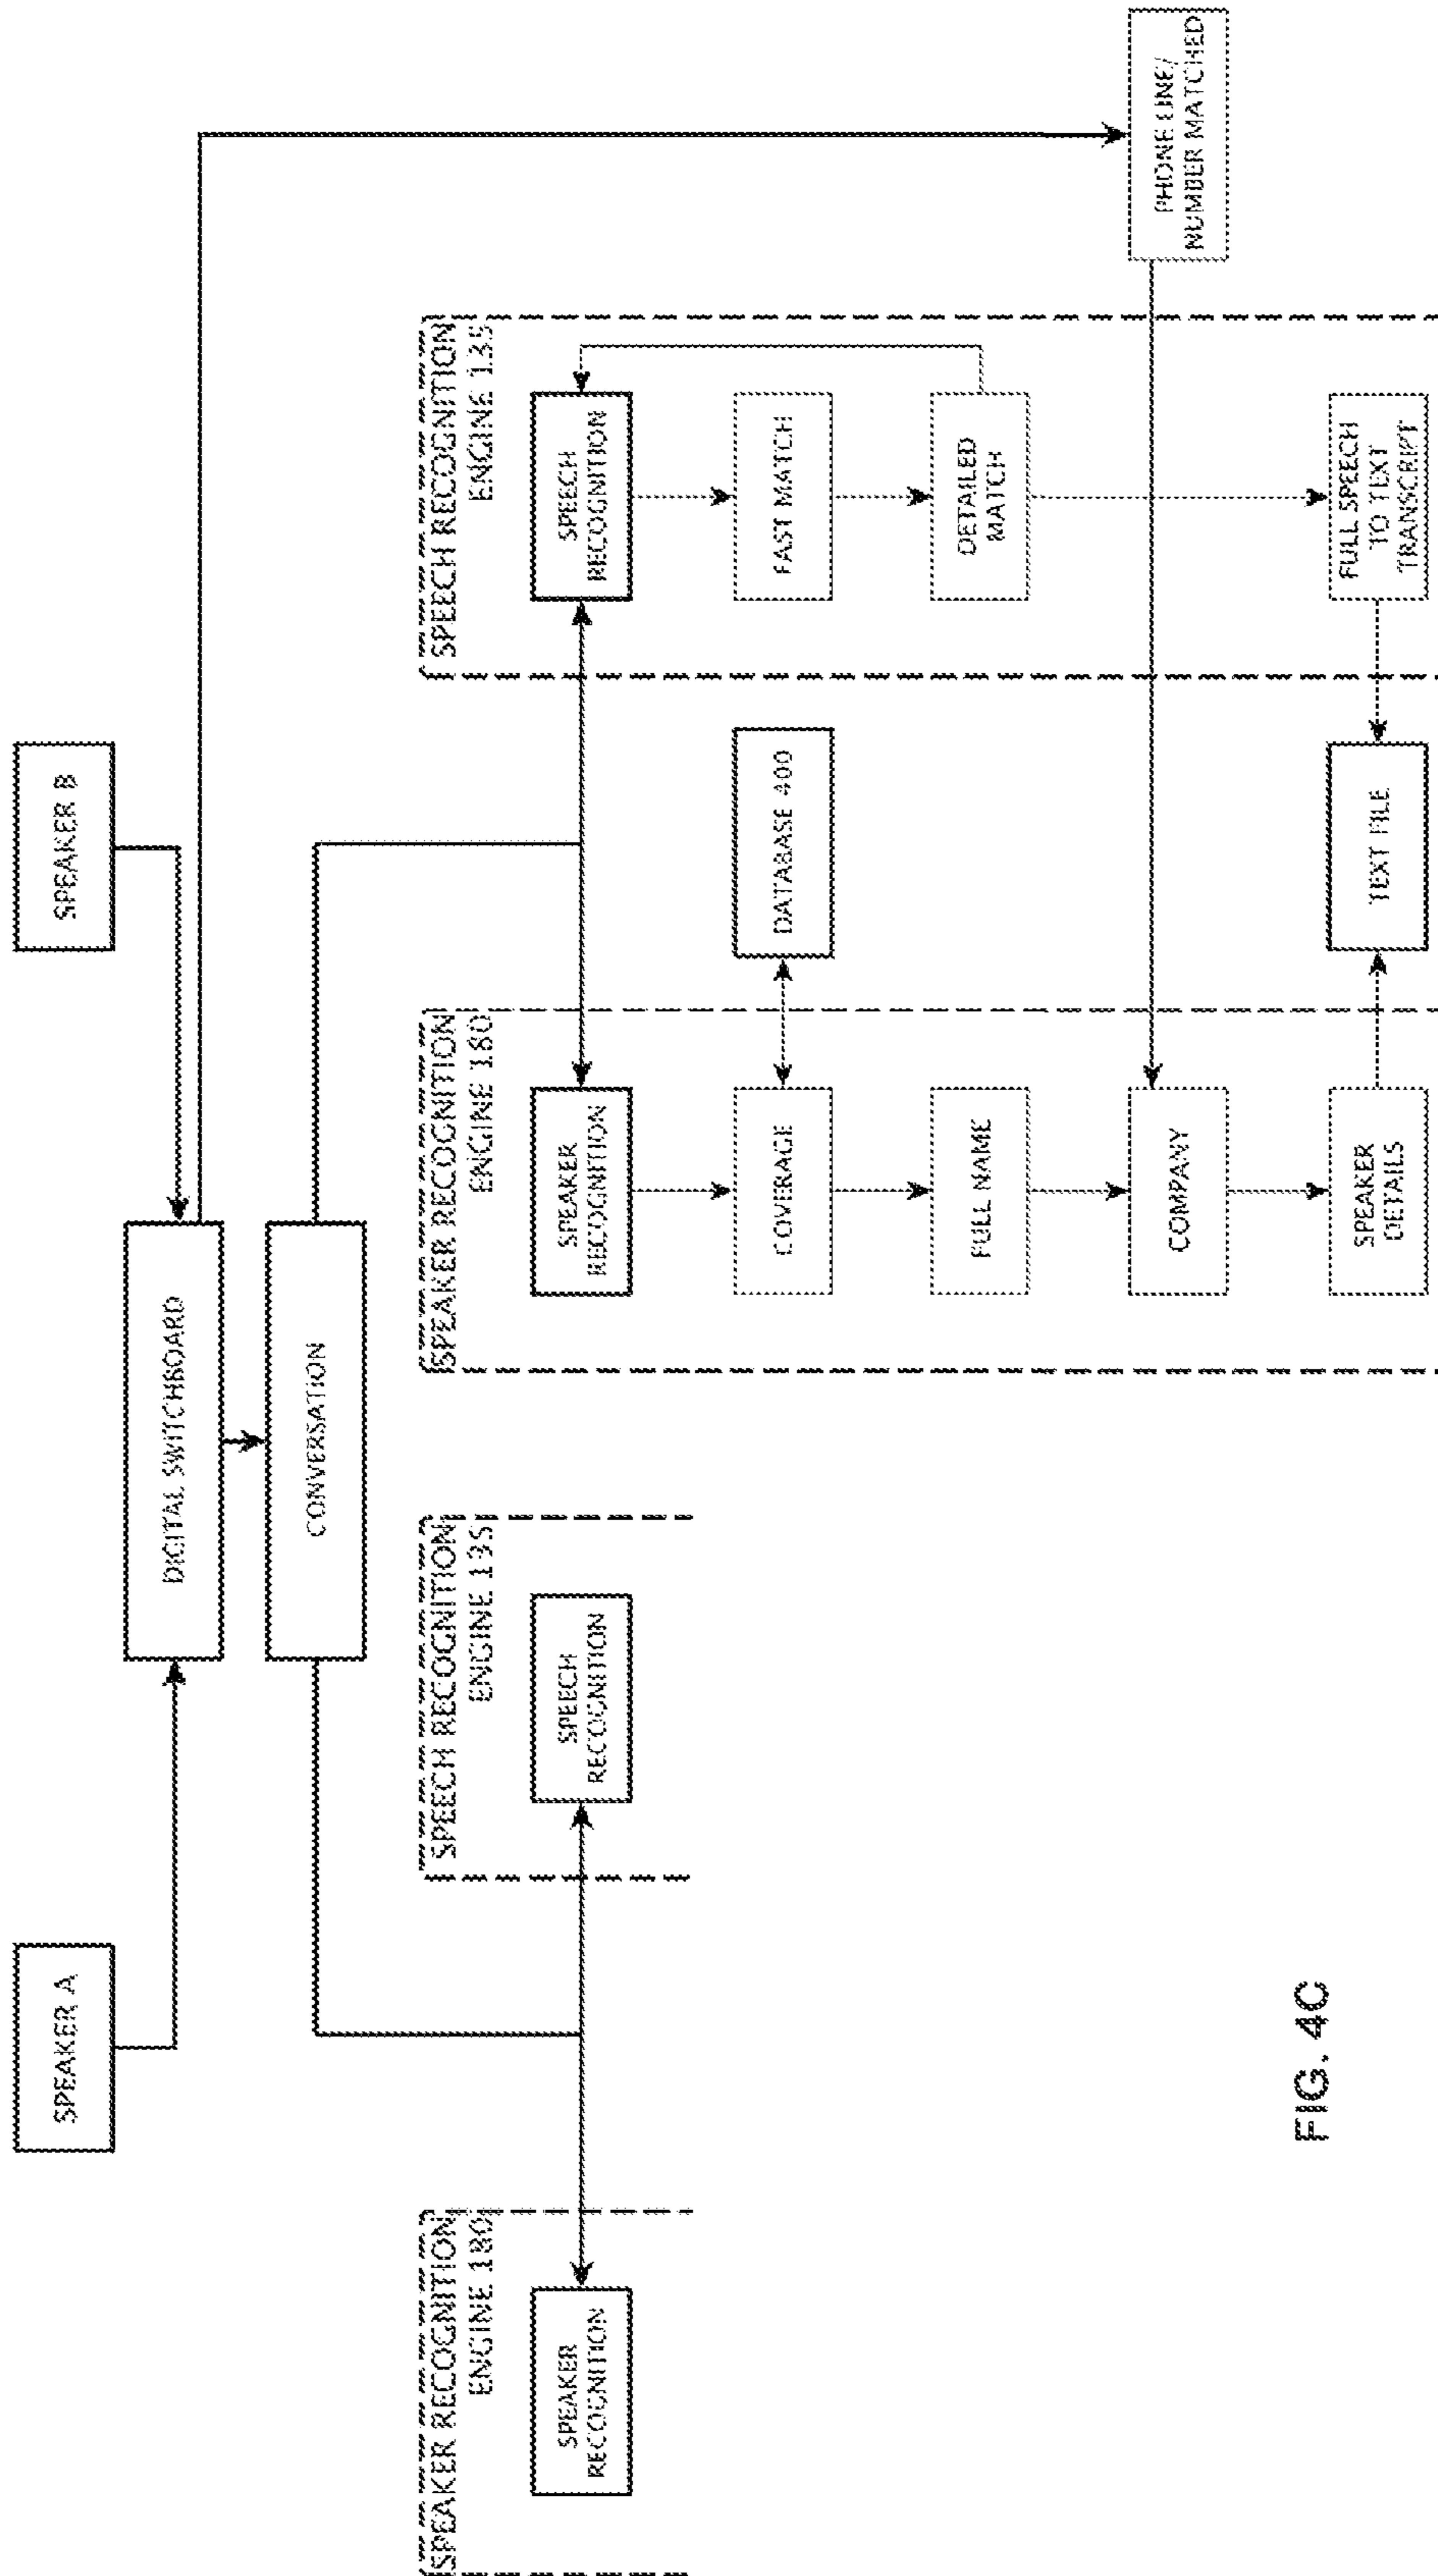 SPEAKER A
SPEAKER B
DIGITAL SWITCHBOARD
CONVERSATION
SPEAKER RECOGNITION
ENGINE 180
SPEAKER
RECOGNITION
SPEECH RECOGNITION
ENGINE 135
SPEECH
RECOGNITION
SPEAKER RECOGNITION
ENGINE 180
SPEAKER
RECOGNITION
COVERAGE
FULL NAME
COMPANY
SPEAKER
DETAILS
DATABASE 400
TEXT FILE
SPEECH RECOGNITION
ENGINE 135
SPEECH
RECOGNITION
FAST MATCH
DETAILED
MATCH
FULL SPEECH
TO TEXT
TRANSCRIPT
PHONE LINE/
NUMBER MATCHED
FIG. 4C